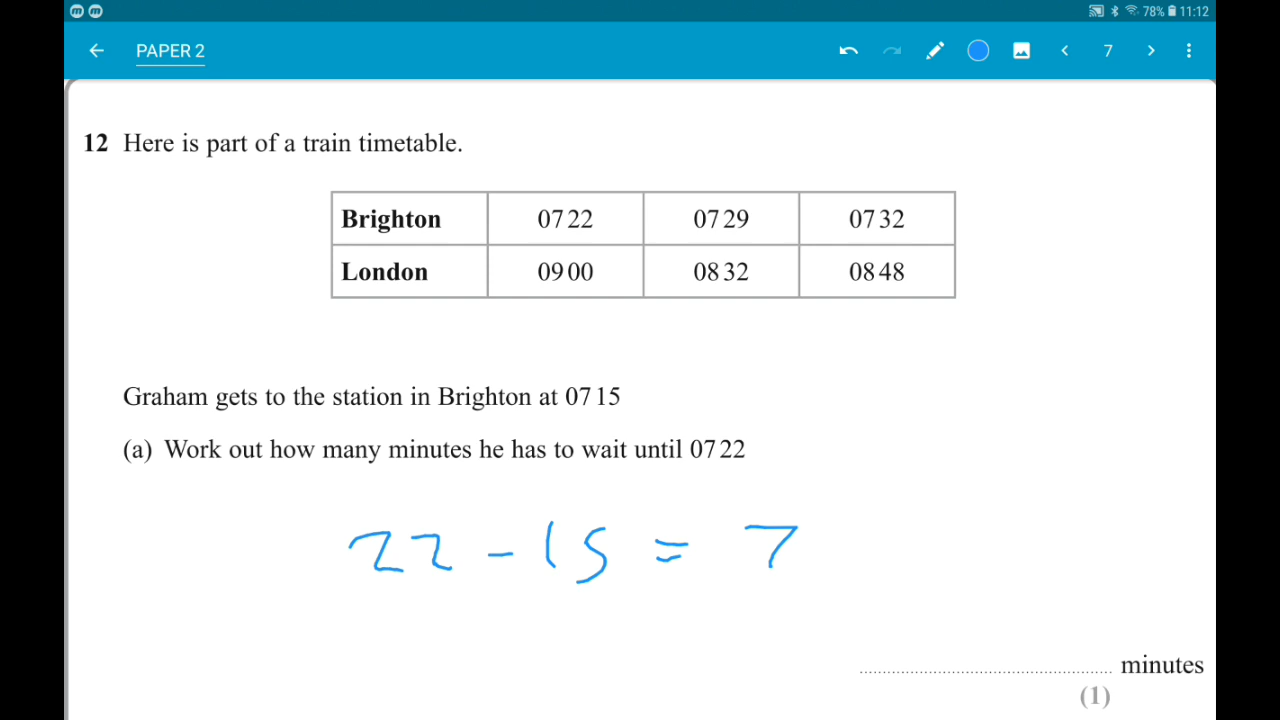 78% 11:12
PAPER 2 7
12 Here is part of a train timetable.
Brighton 07 22 07 29 07 32
London 09 00 08 32 08 48
Graham gets to the station in Brighton at 07 15
(a) Work out how many minutes he has to wait until 07 22
22 - 15 = 7
minutes
(1)